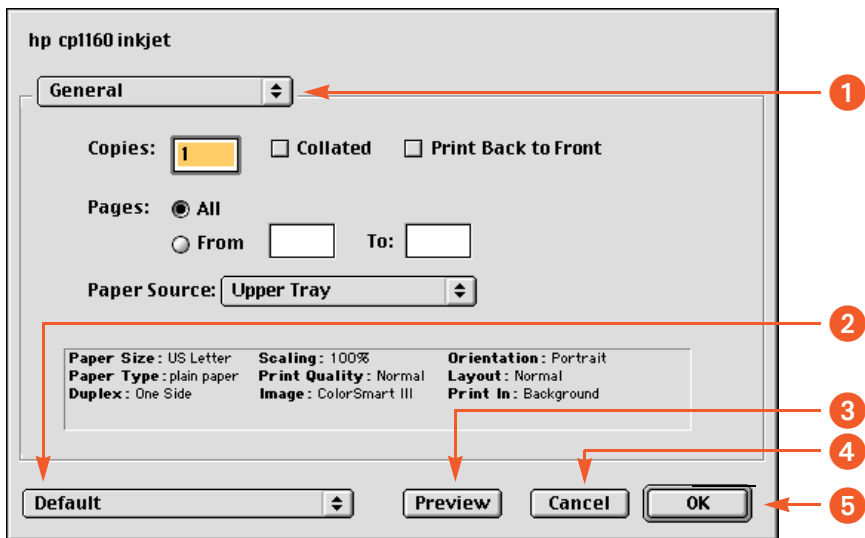 hp cp1160 inkjet
General
1
Copies: 1 Collated Print Back to Front
Pages: All
From To:
Paper Source: Upper Tray
2
Paper Size : US Letter Scaling : 100% Orientation : Portrait
Paper Type : plain paper Print Quality : Normal Layout : Normal
Duplex : One Side Image : ColorSmart III Print In : Background
3
4
Default Preview Cancel OK
5